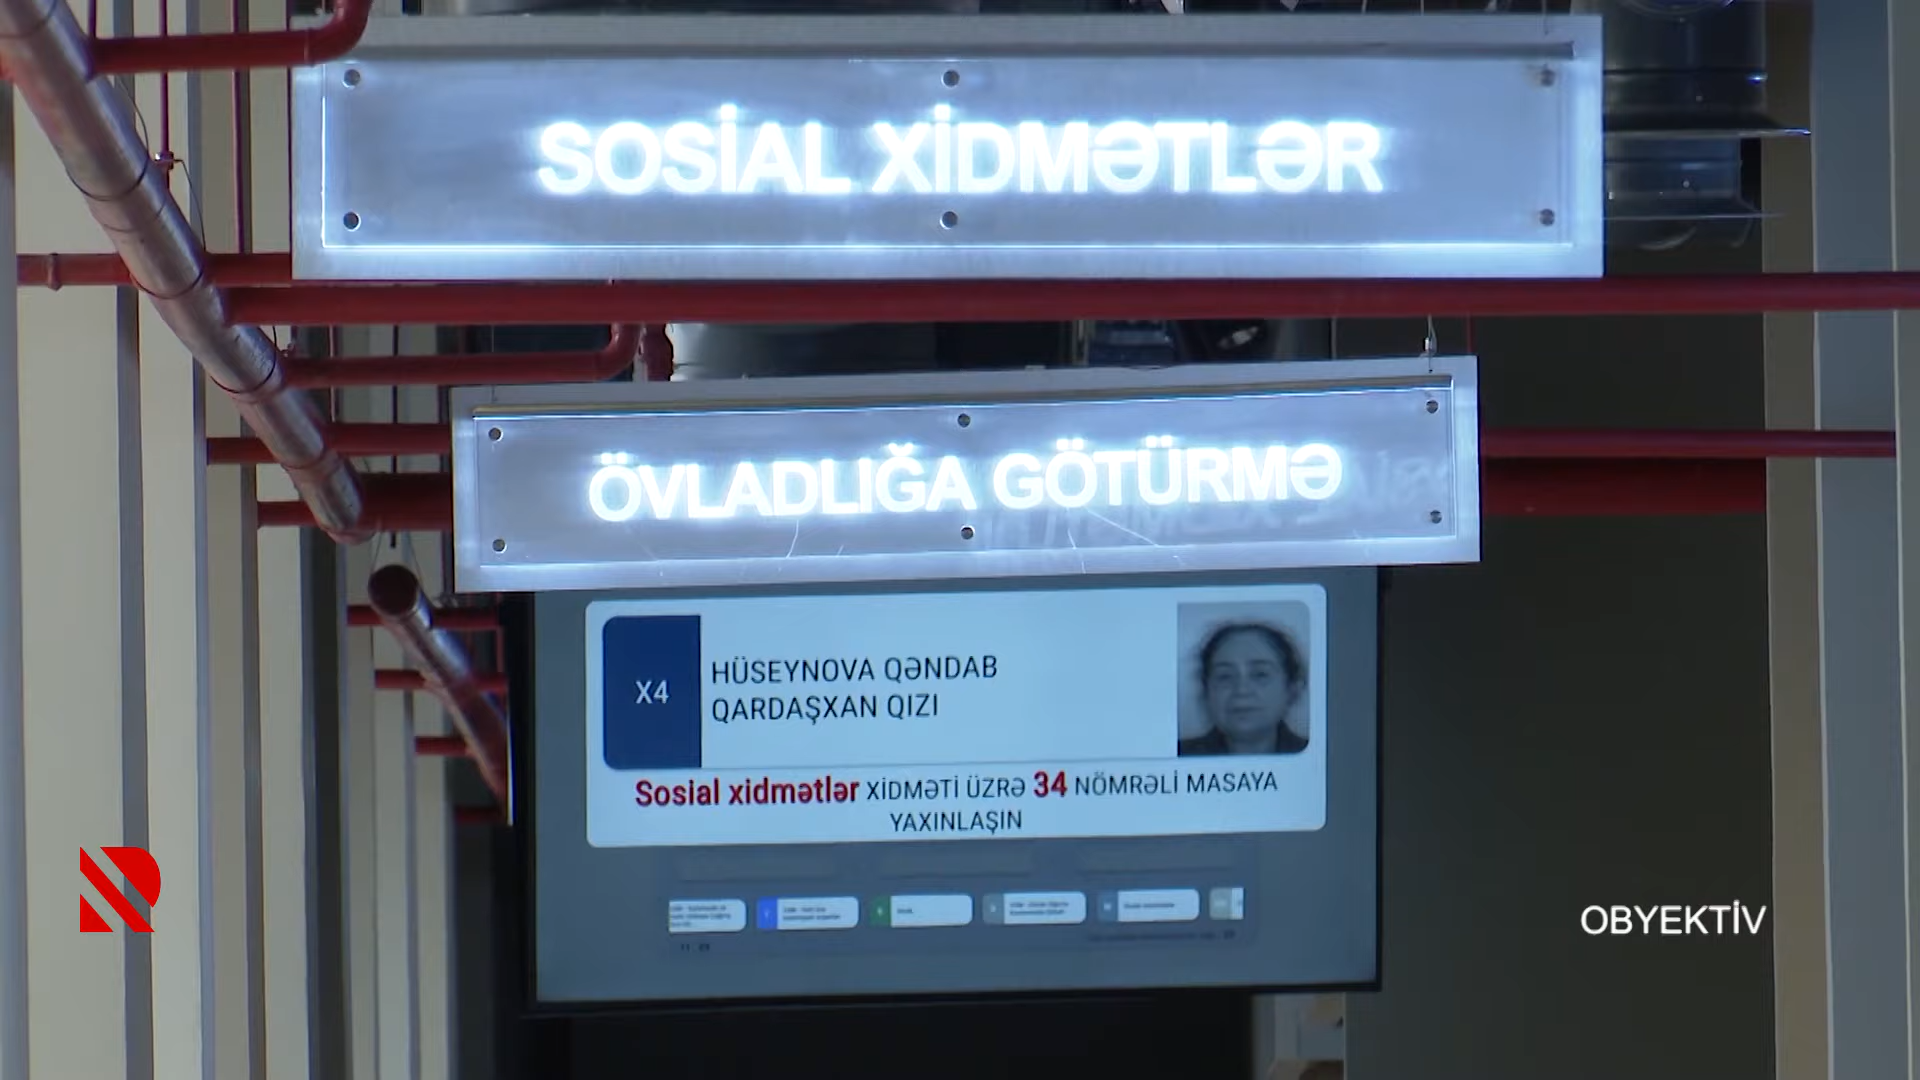 SOSİAL XİDMƏTLƏR
ÖVLADLIĞA GÖTÜRMƏ
X4
HÜSEYNOVA QƏNDAB
QARDAŞXAN QIZI
Sosial xidmətlər XİDMƏTİ ÜZRƏ 34 NÖMRƏLİ MASAYA
YAXINLAŞIN
OBYEKTİV